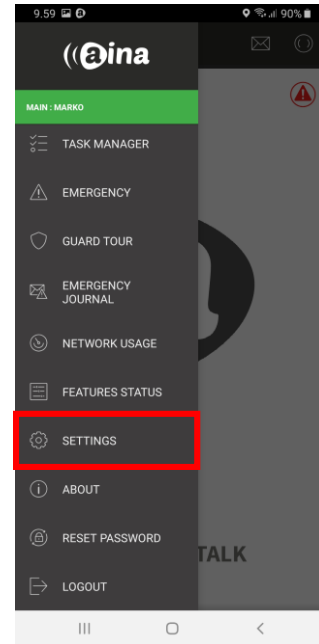 9.59 90%
((aina
MAIN : MARKO
TASK MANAGER
EMERGENCY
GUARD TOUR
EMERGENCY
JOURNAL
NETWORK USAGE
FEATURES STATUS
SETTINGS
ABOUT
RESET PASSWORD
TALK
LOGOUT